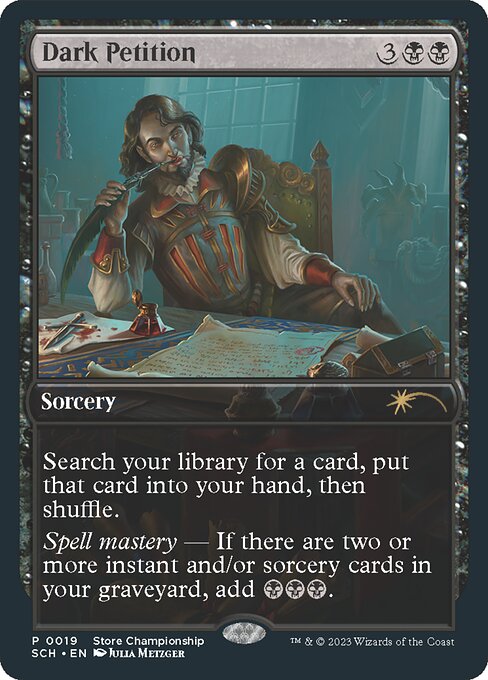 Dark Petition 3
Sorcery
Search your library for a card, put
that card into your hand, then
shuffle.
Spell mastery — If there are two or
more instant and/or sorcery cards in
your graveyard, add .
P 0019 Store Championship
SCH • EN Julia Metzger
™ & © 2023 Wizards of the Coast